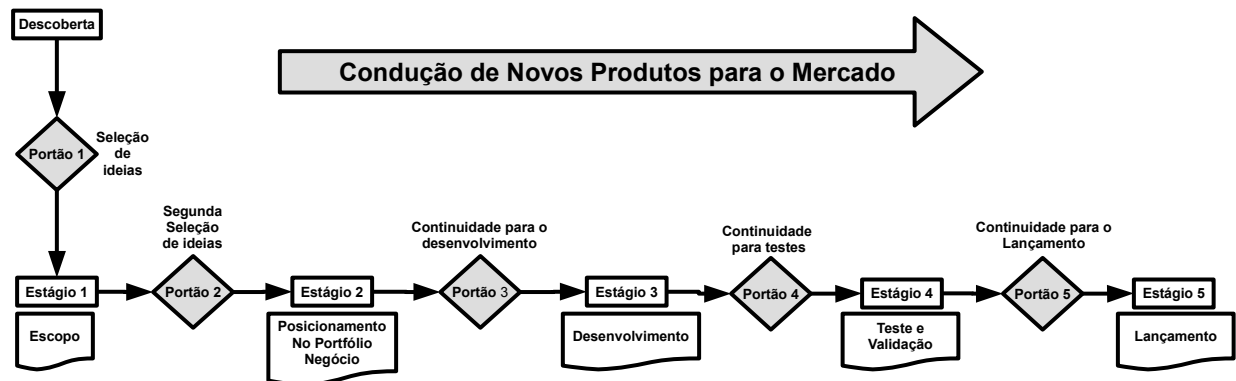 Descoberta
Condução de Novos Produtos para o Mercado
Portão 1
Seleção
de
ideias
Segunda
Seleção
de ideias
Continuidade para o
desenvolvimento
Continuidade
para testes
Continuidade para o
Lançamento
Estágio 1
Portão 2
Estágio 2
Portão 3
Estágio 3
Portão 4
Estágio 4
Portão 5
Estágio 5
Escopo
Posicionamento
No Portfólio
Negócio
Desenvolvimento
Teste e
Validação
Lançamento